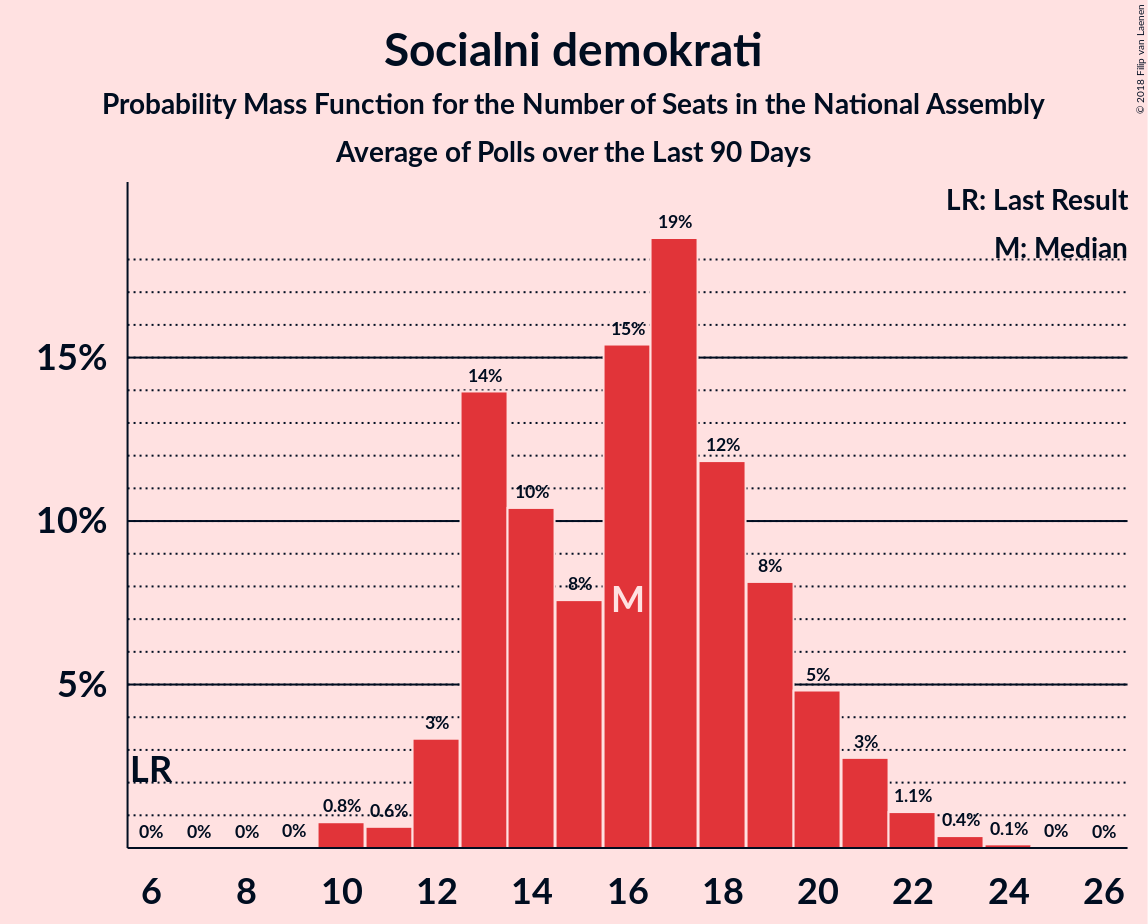 Socialni demokrati
Probability Mass Function for the Number of Seats in the National Assembly
Average of Polls over the Last 90 Days
© 2018 Filip van Laenen
LR: Last Result
M: Median
19%
15%
15%
14%
12%
10%
10%
8%
8%
M
5%
5%
3%
3%
LR
0.8%
0.6%
1.1%
0.4%
0.1%
0% 0% 0% 0%
0% 0%
6 8 10 12 14 16 18 20 22 24 26